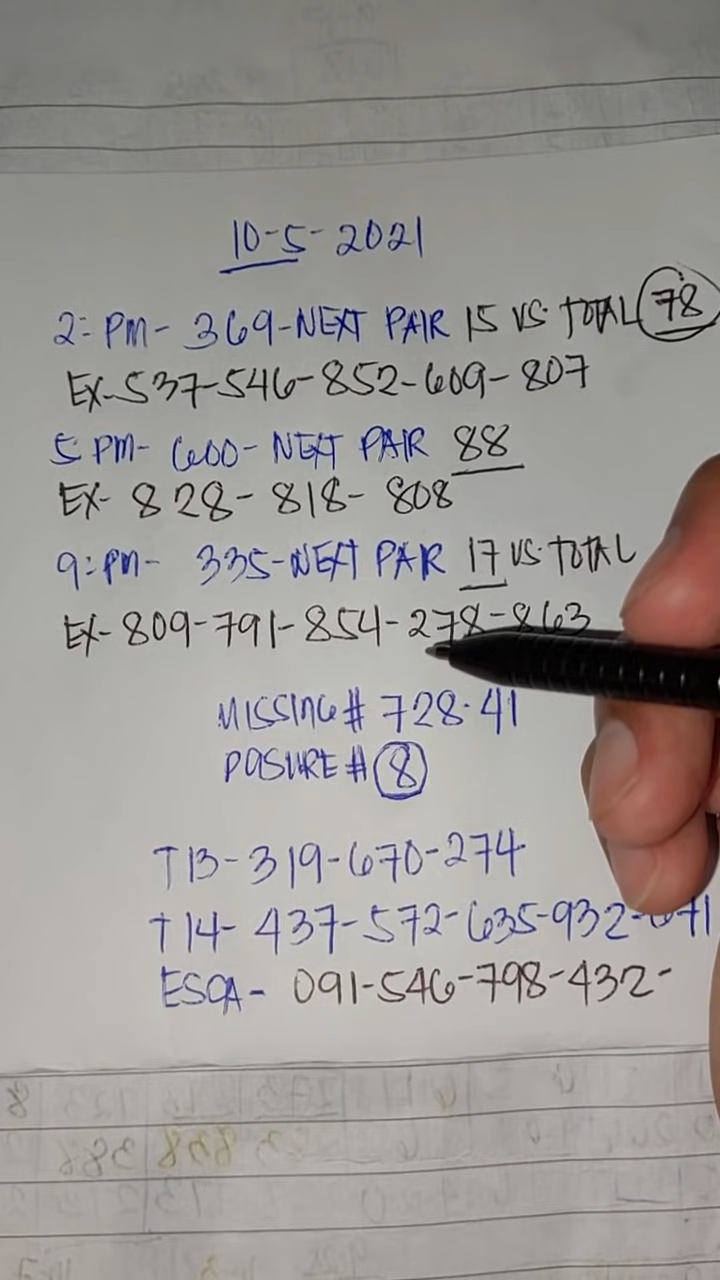 10-5-2021
2:PM- 369-NEXT PAIR 15 VS. TOTAL 78
EX-537-546-852-609-807
5 PM- 600- NEXT PAIR 88
EX- 828- 818- 808
9:PM- 335-NEXT PAIR 17 VS. TOTAL
EX-809-791-854-278-863
MISSING# 728.41
POSURE # 8
T13-319-670-274
T14-437-572-635-932-
ESQA- 091-546-798-432-